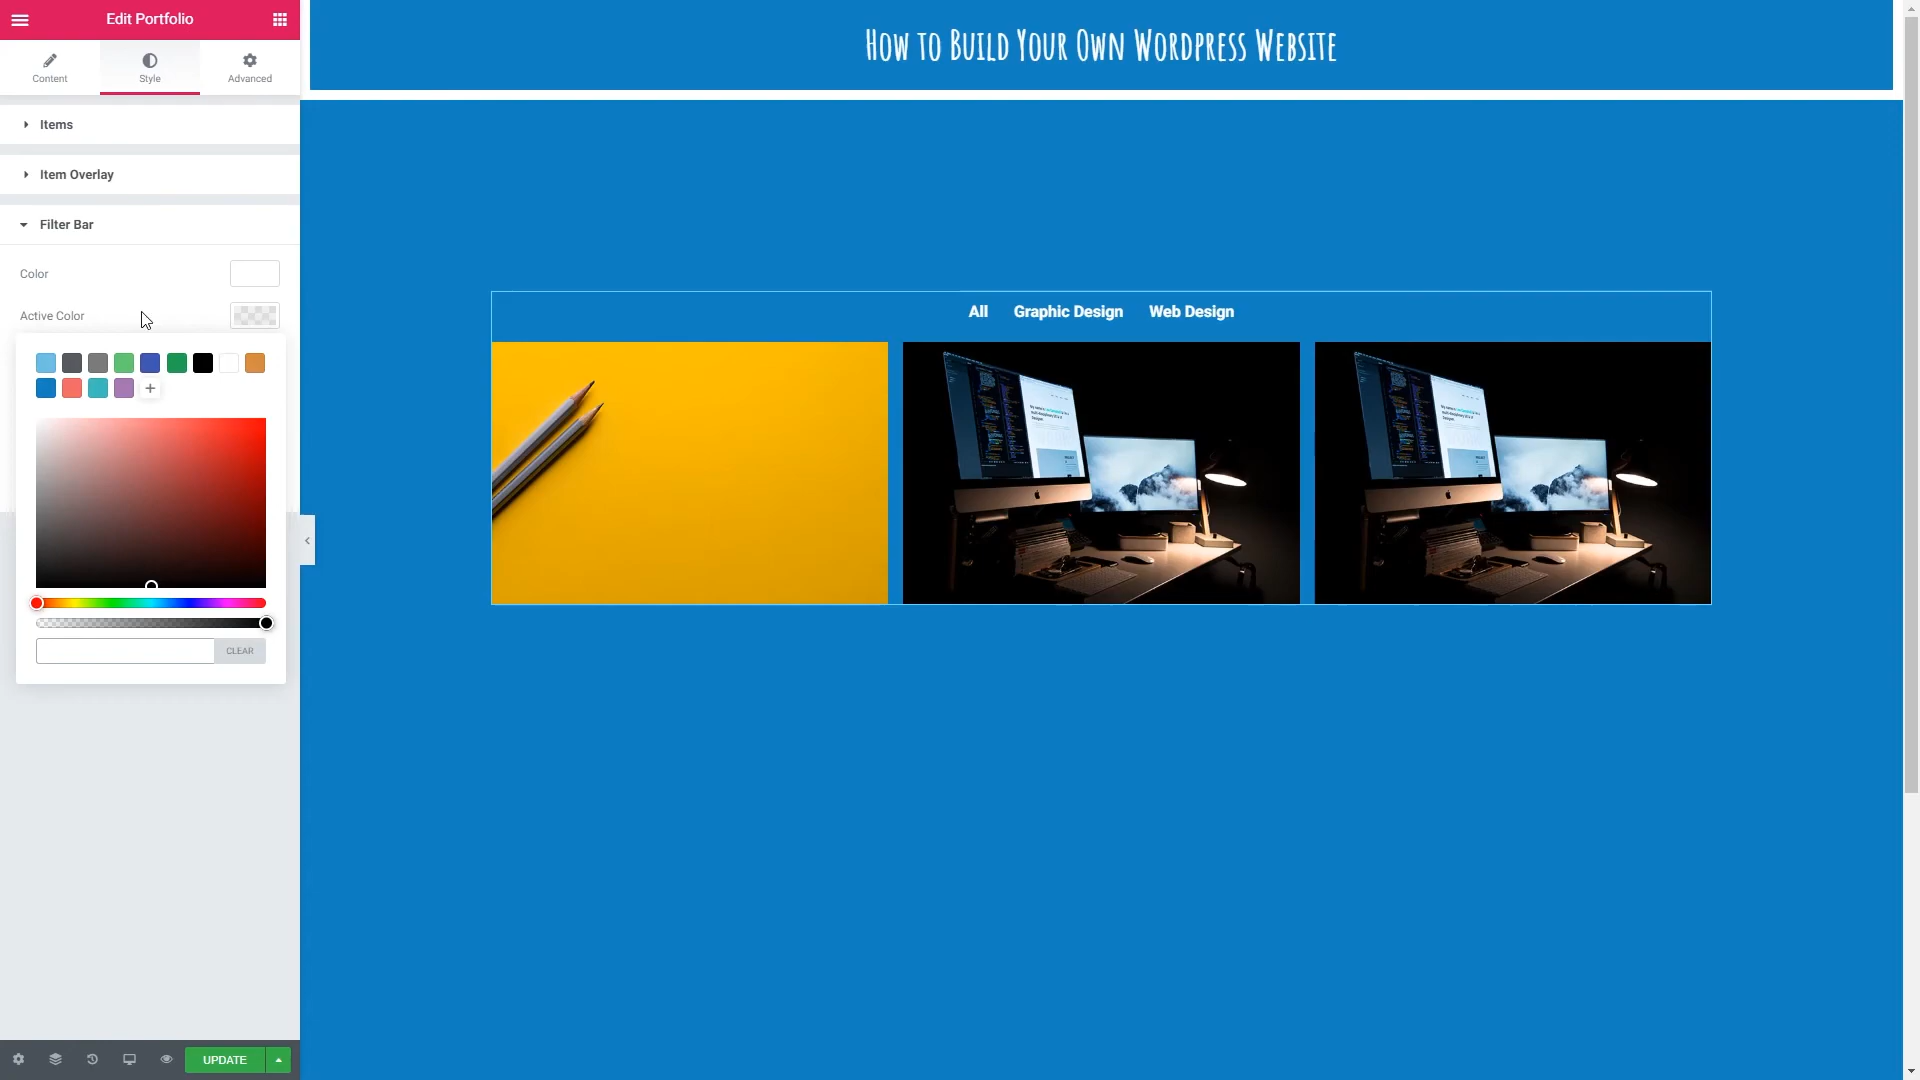 Edit Portfolio
Content
Style
Advanced
Items
Item Overlay
Filter Bar
Color
Active Color
CLEAR
UPDATE
How to Build Your Own Wordpress Website
All
Graphic Design
Web Design